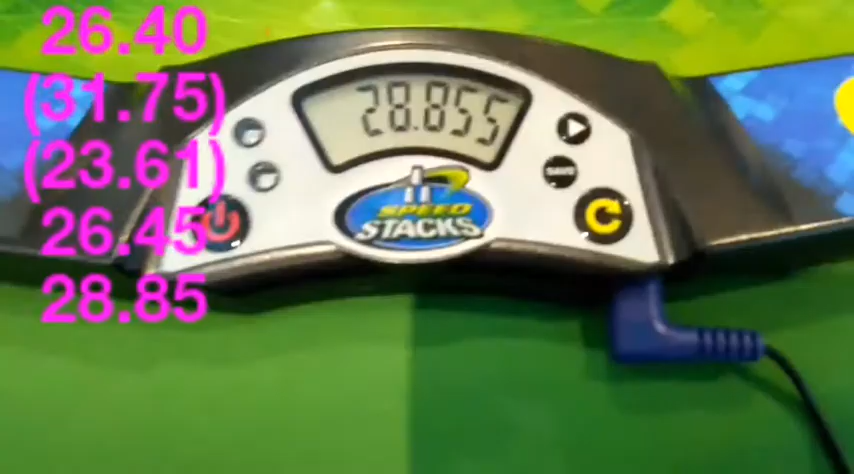 26.40
(31.75)
(23.61)
26.45
28.85
28.855
SAVE
SPEED
STACKS